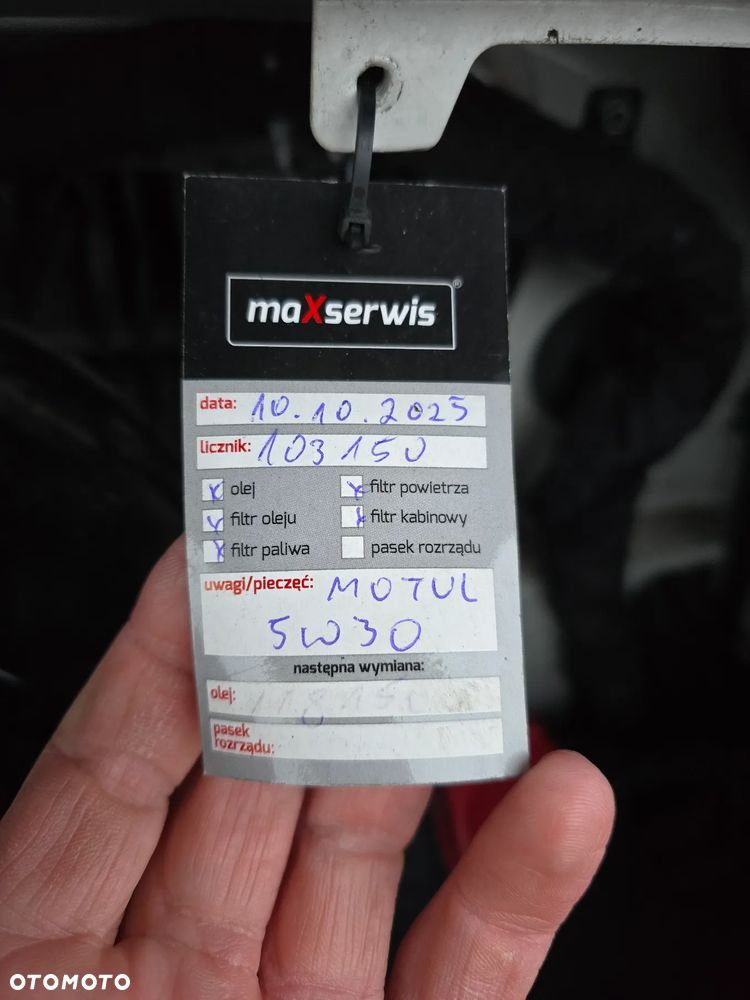 maXserwis®
data: 10.10.2025
licznik: 103150
olej filtr powietrza
filtr oleju filtr kabinowy
filtr paliwa pasek rozrządu
uwagi/pieczęć: MOTUL
5W30
następna wymiana:
olej:
pasek
rozrządu:
OTOMOTO